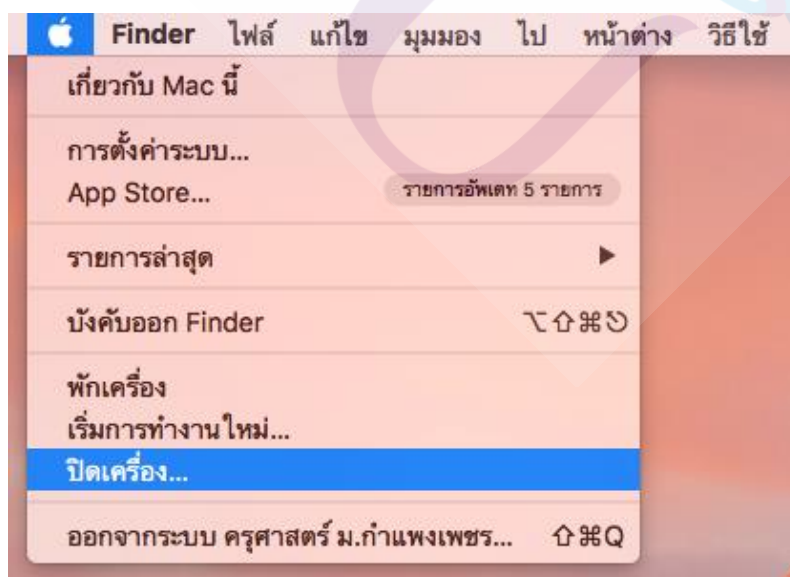 Finder ไฟล์ แก้ไข มุมมอง ไป หน้าต่าง วิธีใช้
เกี่ยวกับ Mac นี้
การตั้งค่าระบบ...
App Store... รายการอัพเดท 5 รายการ
รายการล่าสุด ▶
บังคับออก Finder ⌥⇧⌘⎋
พักเครื่อง
เริ่มการทำงานใหม่...
ปิดเครื่อง...
ออกจากระบบ ครุศาสตร์ ม.กำแพงเพชร... ⇧⌘Q